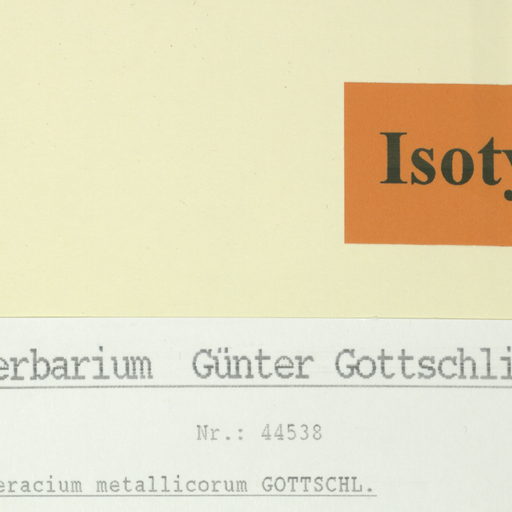 Isoty
erbarium Günter Gottschli
Nr.: 44538
eracium metallicorum GOTTSCHL.